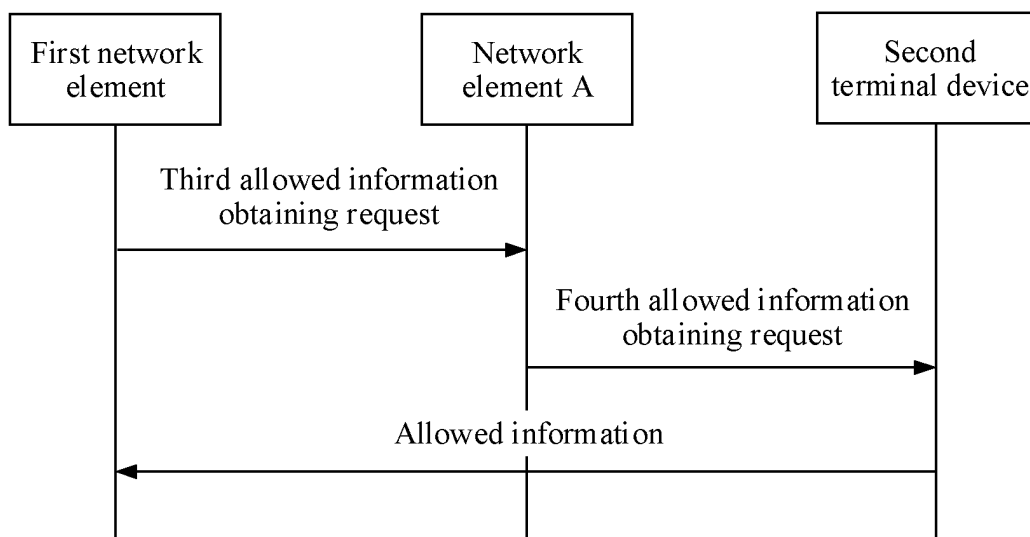 First network
element
Network
element A
Second
terminal device
Third allowed information
obtaining request
Fourth allowed information
obtaining request
Allowed information